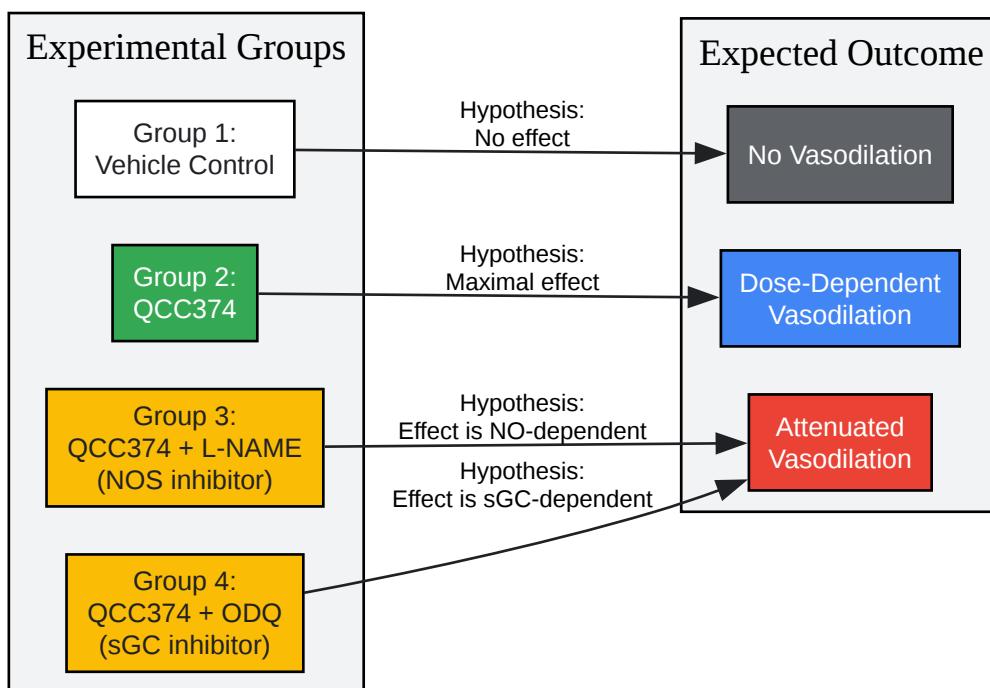 Experimental Groups
Group 1:
Vehicle Control
Group 2:
QCC374
Group 3:
QCC374 + L-NAME
(NOS inhibitor)
Group 4:
QCC374 + ODQ
(sGC inhibitor)
Hypothesis:
No effect
Hypothesis:
Maximal effect
Hypothesis:
Effect is NO-dependent
Hypothesis:
Effect is sGC-dependent
Expected Outcome
No Vasodilation
Dose-Dependent
Vasodilation
Attenuated
Vasodilation